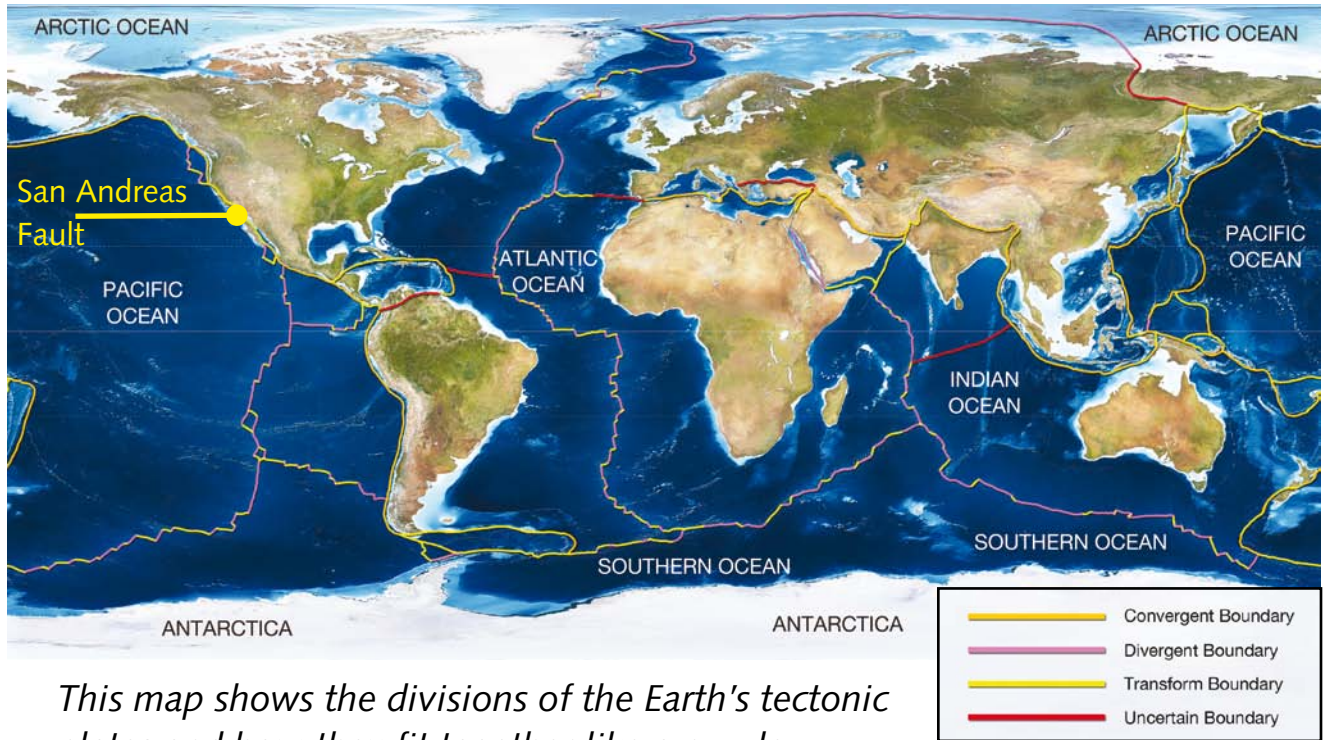 ARCTIC OCEAN
ARCTIC OCEAN
San Andreas
Fault
ATLANTIC
OCEAN
PACIFIC
OCEAN
PACIFIC
OCEAN
INDIAN
OCEAN
SOUTHERN OCEAN
SOUTHERN OCEAN
ANTARCTICA
ANTARCTICA
Convergent Boundary
Divergent Boundary
Transform Boundary
Uncertain Boundary
This map shows the divisions of the Earth's tectonic